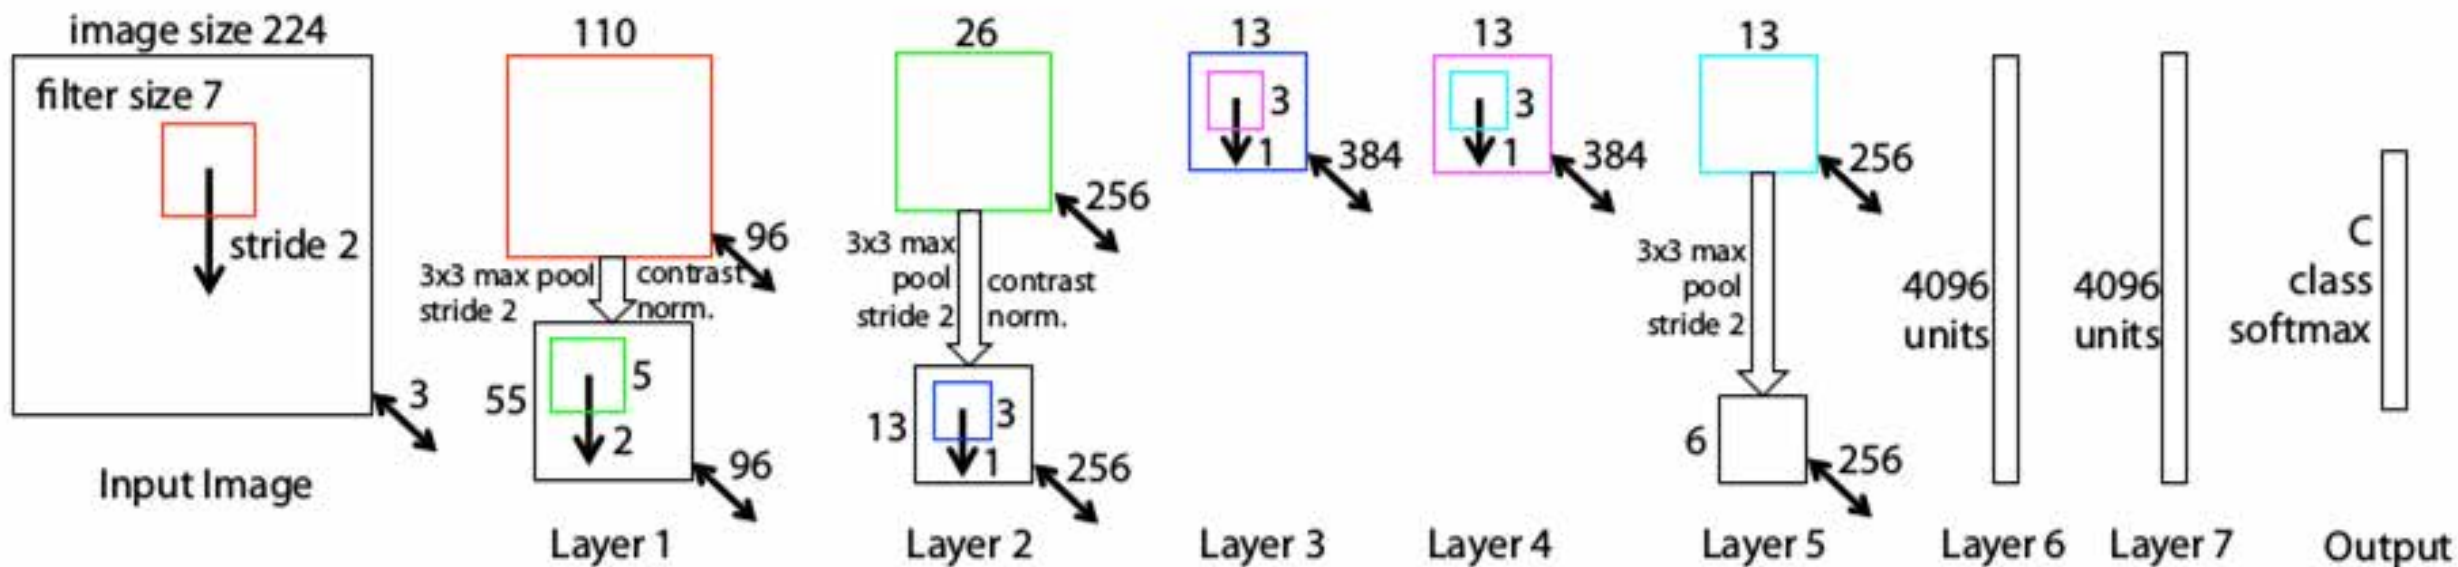 image size 224
filter size 7
stride 2
3
Input Image
110
96
3x3 max pool
stride 2
contrast
norm.
55
5
2
96
Layer 1
26
256
3x3 max
pool
stride 2
contrast
norm.
13
3
1
256
Layer 2
13
3
1
384
Layer 3
13
3
1
384
Layer 4
13
256
3x3 max
pool
stride 2
6
256
Layer 5
4096
units
Layer 6
4096
units
Layer 7
C
class
softmax
Output